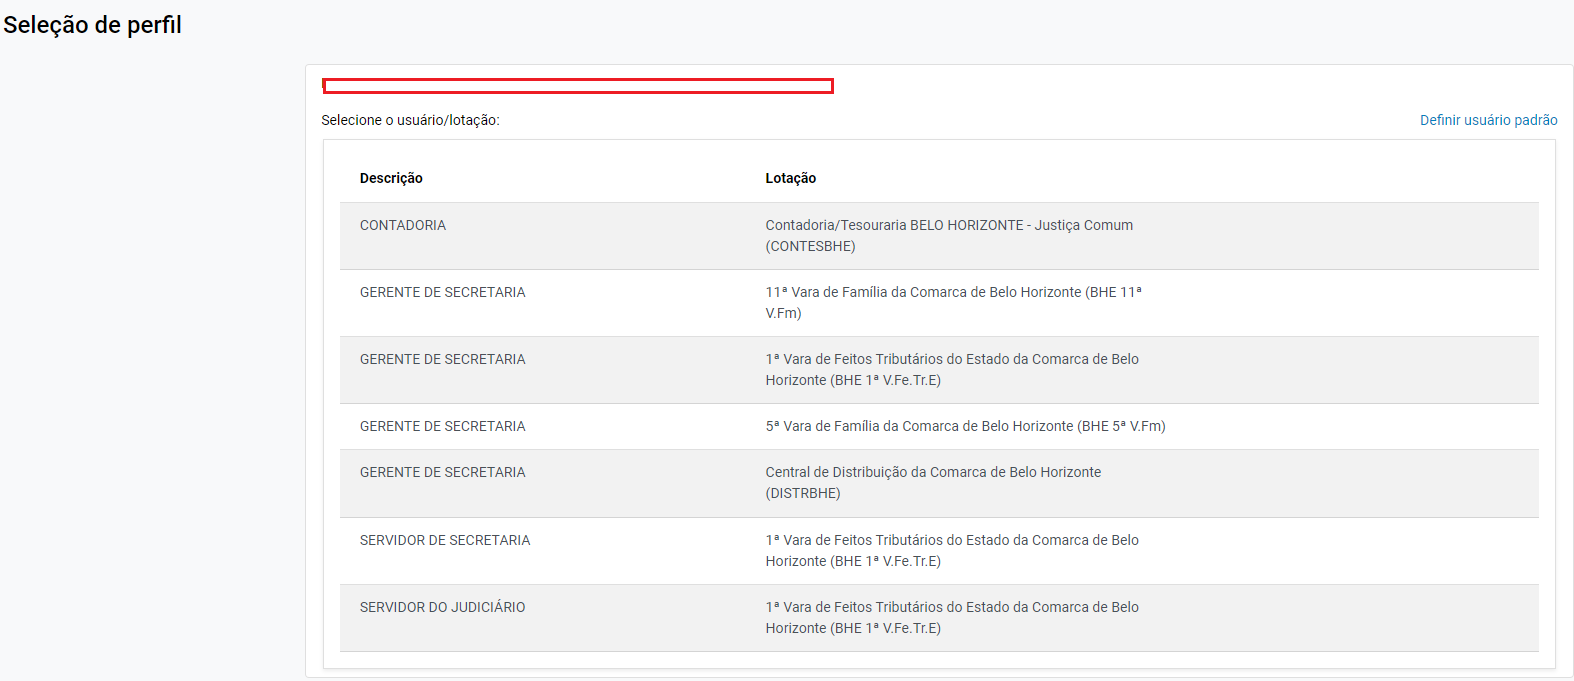 Seleção de perfil
Selecione o usuário/lotação:
Definir usuário padrão
Descrição
Lotação
CONTADORIA
Contadoria/Tesouraria BELO HORIZONTE - Justiça Comum
(CONTESBHE)
GERENTE DE SECRETARIA
11ª Vara de Família da Comarca de Belo Horizonte (BHE 11ª
V.Fm)
GERENTE DE SECRETARIA
1ª Vara de Feitos Tributários do Estado da Comarca de Belo
Horizonte (BHE 1ª V.Fe.Tr.E)
GERENTE DE SECRETARIA
5ª Vara de Família da Comarca de Belo Horizonte (BHE 5ª V.Fm)
GERENTE DE SECRETARIA
Central de Distribuição da Comarca de Belo Horizonte
(DISTRBHE)
SERVIDOR DE SECRETARIA
1ª Vara de Feitos Tributários do Estado da Comarca de Belo
Horizonte (BHE 1ª V.Fe.Tr.E)
SERVIDOR DO JUDICIÁRIO
1ª Vara de Feitos Tributários do Estado da Comarca de Belo
Horizonte (BHE 1ª V.Fe.Tr.E)